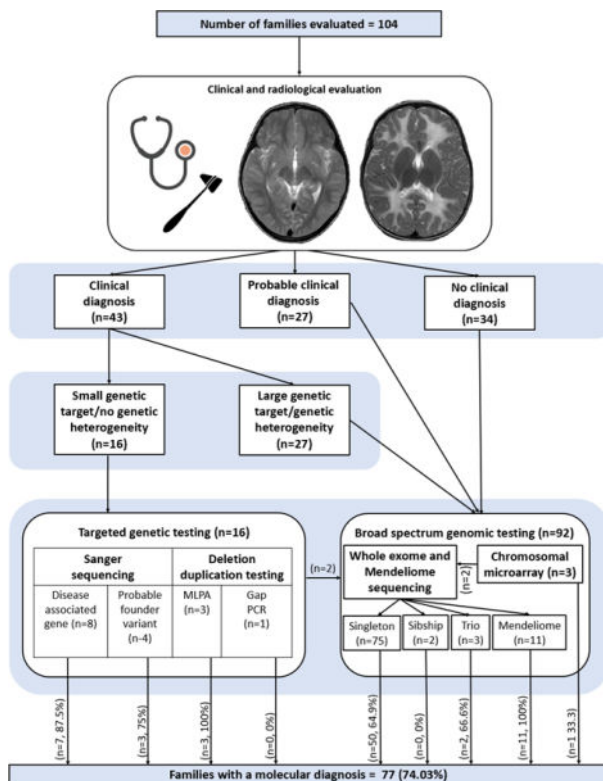 Number of families evaluated = 104
Clinical and radiological evaluation
Clinical
diagnosis
(n=43)
Probable clinical
diagnosis
(n=27)
No clinical
diagnosis
(n=34)
Small genetic
target/no genetic
heterogeneity
(n=16)
Large genetic
target/genetic
heterogeneity
(n=27)
Targeted genetic testing (n=16)
Sanger
sequencing
Deletion
duplication testing
Disease
associated
gene (n=8)
Probable
founder
variant
(n-4)
MLPA
(n=3)
Gap
PCR
(n=1)
(n=2)
Broad spectrum genomic testing (n=92)
Whole exome and
Mendeliome
sequencing
(n=2)
Chromosomal
microarray (n=3)
Singleton
(n=75)
Sibship
(n=2)
Trio
(n=3)
Mendeliome
(n=11)
(n=7, 87.5%)
(n=3, 75%)
(n=3, 100%)
(n=0, 0%)
(n=50, 64.9%)
(n=0, 0%)
(n=2, 66.6%)
(n=11, 100%)
(n=1 33.3)
Families with a molecular diagnosis = 77 (74.03%)